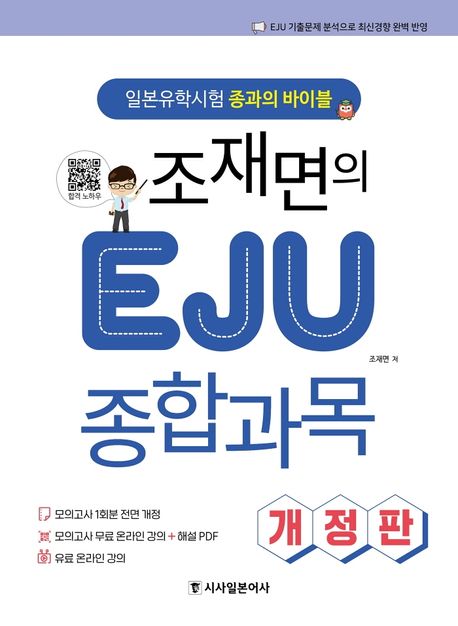 EJU 기출문제 분석으로 최신경향 완벽 반영
일본유학시험 종과의 바이블
합격 노하우
조재면의
EJU
조재면 저
종합과목
모의고사 1회분 전면 개정
모의고사 무료 온라인 강의 + 해설 PDF
유료 온라인 강의
개정판
시사일본어사